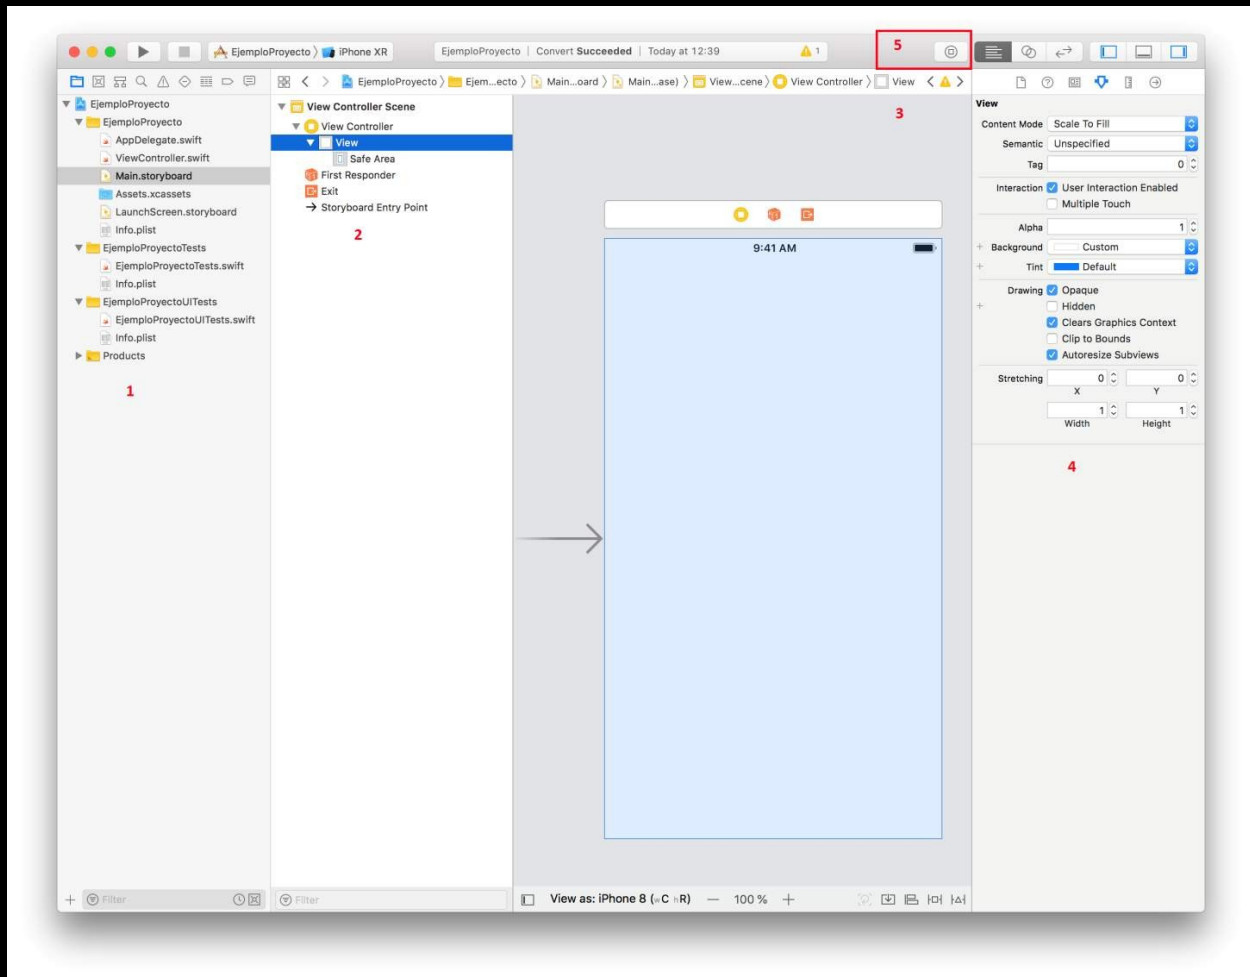 EjemploProyecto 〉 iPhone XR
EjemploProyecto | Convert Succeeded | Today at 12:39
1
5
EjemploProyecto 〉 Ejem...ecto 〉 Main...oard 〉 Main...ase) 〉 View...cene 〉 View Controller 〉 View
3
EjemploProyecto
EjemploProyecto
AppDelegate.swift
ViewController.swift
Main.storyboard
Assets.xcassets
LaunchScreen.storyboard
Info.plist
EjemploProyectoTests
EjemploProyectoTests.swift
Info.plist
EjemploProyectoUITests
EjemploProyectoUITests.swift
Info.plist
Products
1
Filter
View Controller Scene
View Controller
View
Safe Area
First Responder
Exit
Storyboard Entry Point
2
Filter
9:41 AM
View as: iPhone 8 (wC hR) — 100 % +
View
Content Mode Scale To Fill
Semantic Unspecified
Tag 0
Interaction User Interaction Enabled
Multiple Touch
Alpha 1
+ Background Custom
+ Tint Default
Drawing Opaque
+ Hidden
Clears Graphics Context
Clip to Bounds
Autoresize Subviews
Stretching 0 0
X Y
1 1
Width Height
4